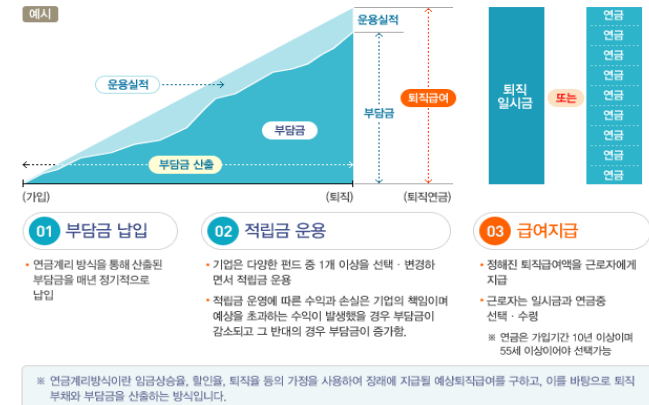 예시
운용실적
운용실적
부담금
부담금 산출
부담금
퇴직급여
퇴직
일시금
또는
연금
연금
연금
연금
연금
연금
연금
연금
연금
(가입)
(퇴직)
(퇴직연금)
01 부담금 납입
• 연금계리 방식을 통해 산출된
부담금을 매년 정기적으로
납입
02 적립금 운용
• 기업은 다양한 펀드 중 1개 이상을 선택 · 변경하
면서 적립금 운용
• 적립금 운영에 따른 수익과 손실은 기업의 책임이며
예상을 초과하는 수익이 발생했을 경우 부담금이
감소되고 그 반대의 경우 부담금이 증가함.
03 급여지급
• 정해진 퇴직급여액을 근로자에게
지급
• 근로자는 일시금과 연금중
선택 · 수령
※ 연금은 가입기간 10년 이상이며
55세 이상이어야 선택가능
※ 연금계리방식이란 임금상승율, 할인율, 퇴직율 등의 가정을 사용하여 장래에 지급될 예상퇴직급여를 구하고, 이를 바탕으로 퇴직
부채와 부담금을 산출하는 방식입니다.